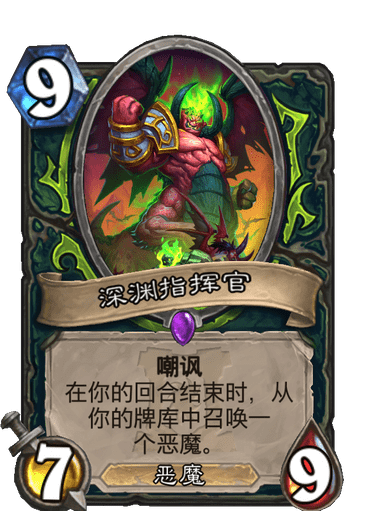 9
深渊指挥官
嘲讽
在你的回合结束时，从
你的牌库中召唤一
个恶魔。
恶魔
7
9